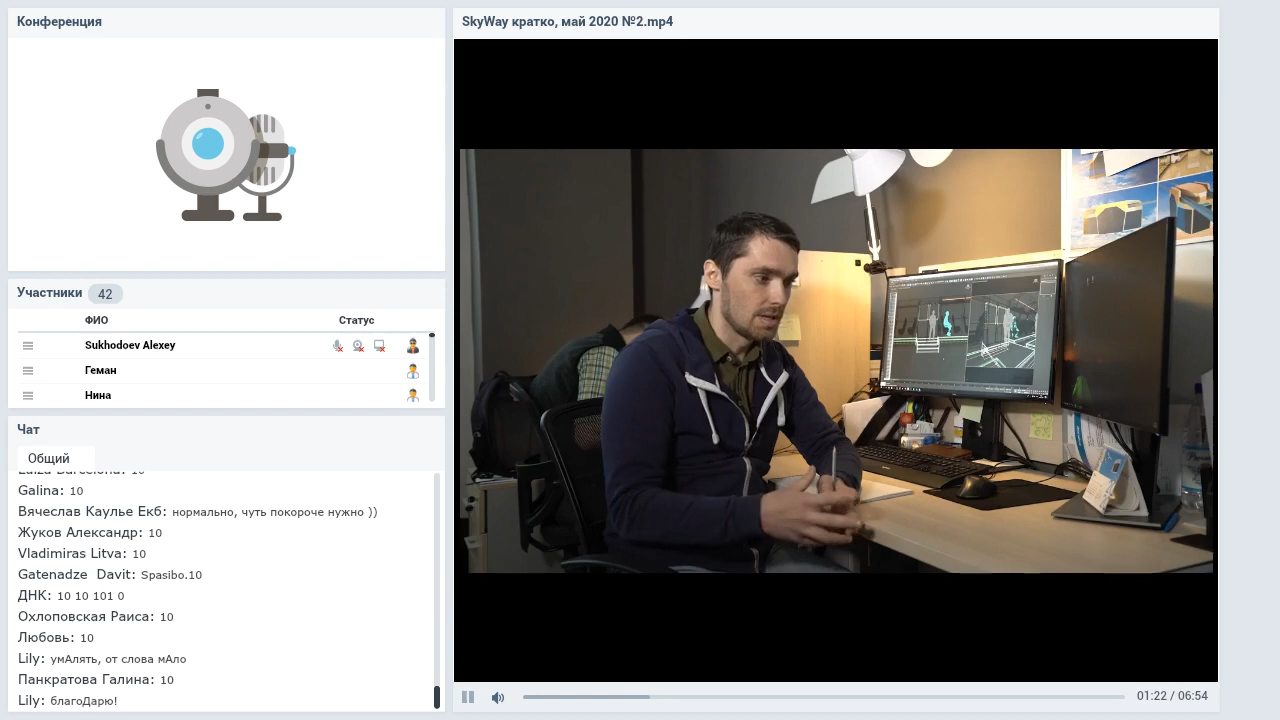 Конференция
SkyWay кратко, май 2020 №2.mp4
Участники 42
ФИО Статус
Sukhodoev Alexey
Геман
Нина
Чат
Общий
Galina: 10
Вячеслав Каулье Екб: нормально, чуть покороче нужно ))
Жуков Александр: 10
Vladimiras Litva: 10
Gatenadze Davit: Spasibo.10
ДНК: 10 10 101 0
Охлоповская Раиса: 10
Любовь: 10
Lily: умАлять, от слова мАло
Панкратова Галина: 10
Lily: благоДарю!
01:22 / 06:54